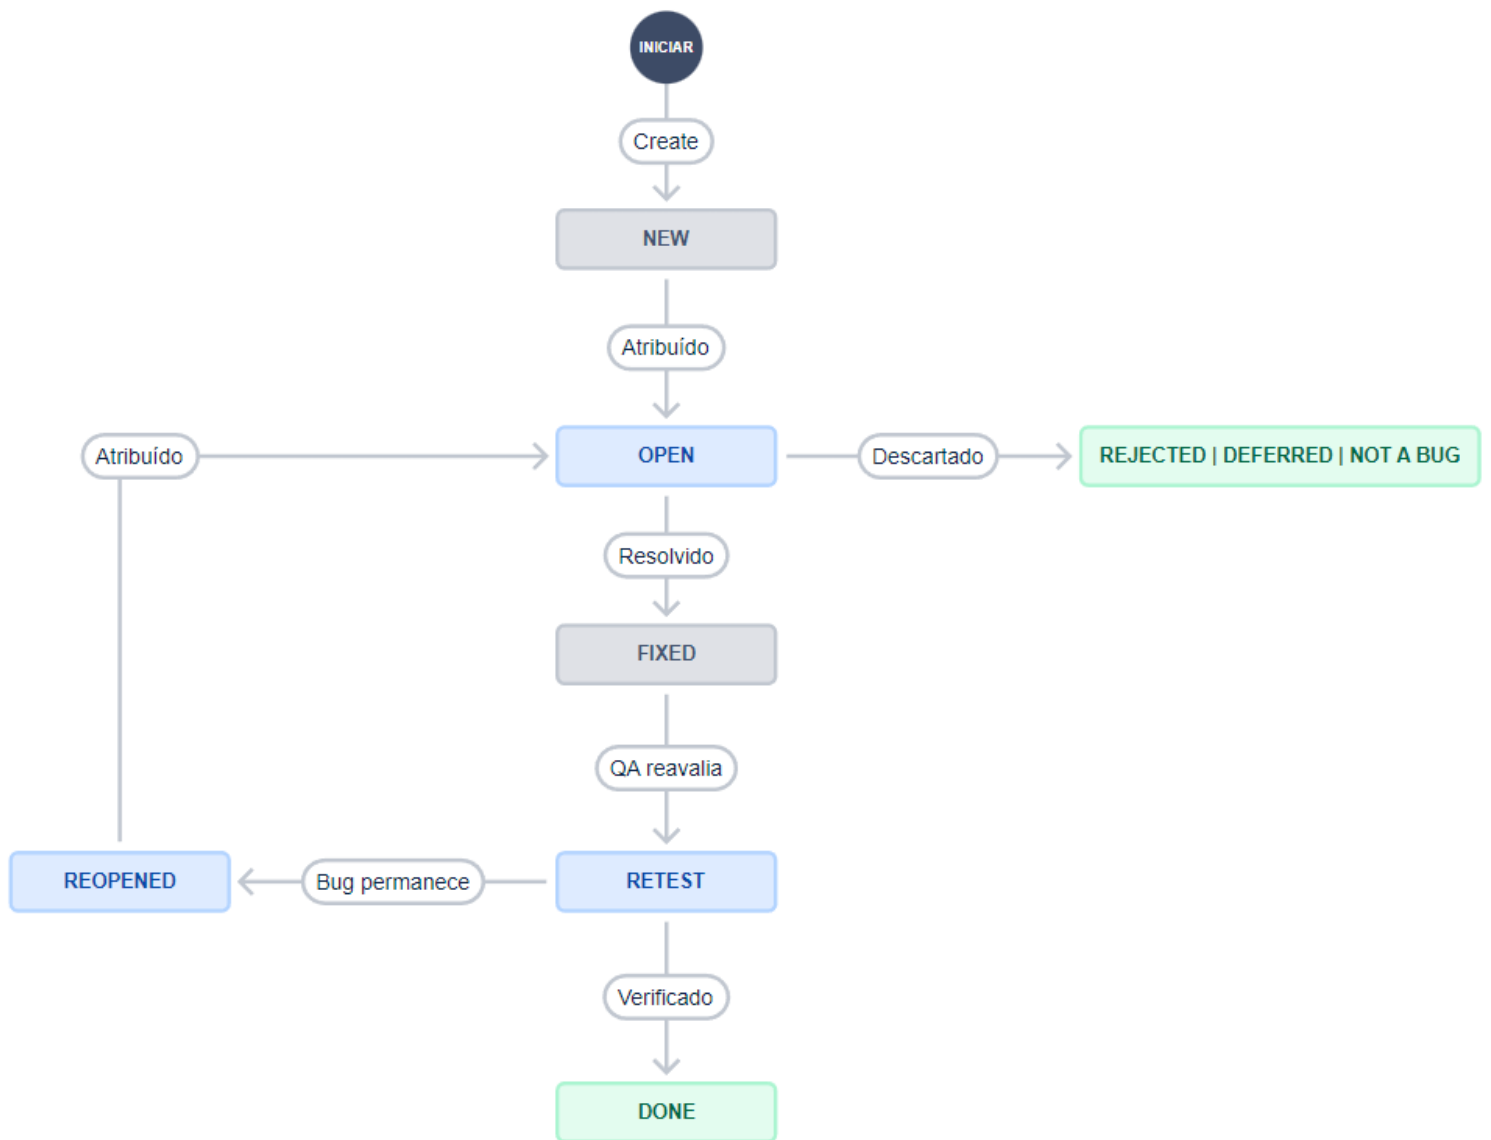 INICIAR
Create
NEW
Atribuído
Atribuído
OPEN
Descartado
REJECTED | DEFERRED | NOT A BUG
Resolvido
FIXED
QA reavalia
REOPENED
Bug permanece
RETEST
Verificado
DONE